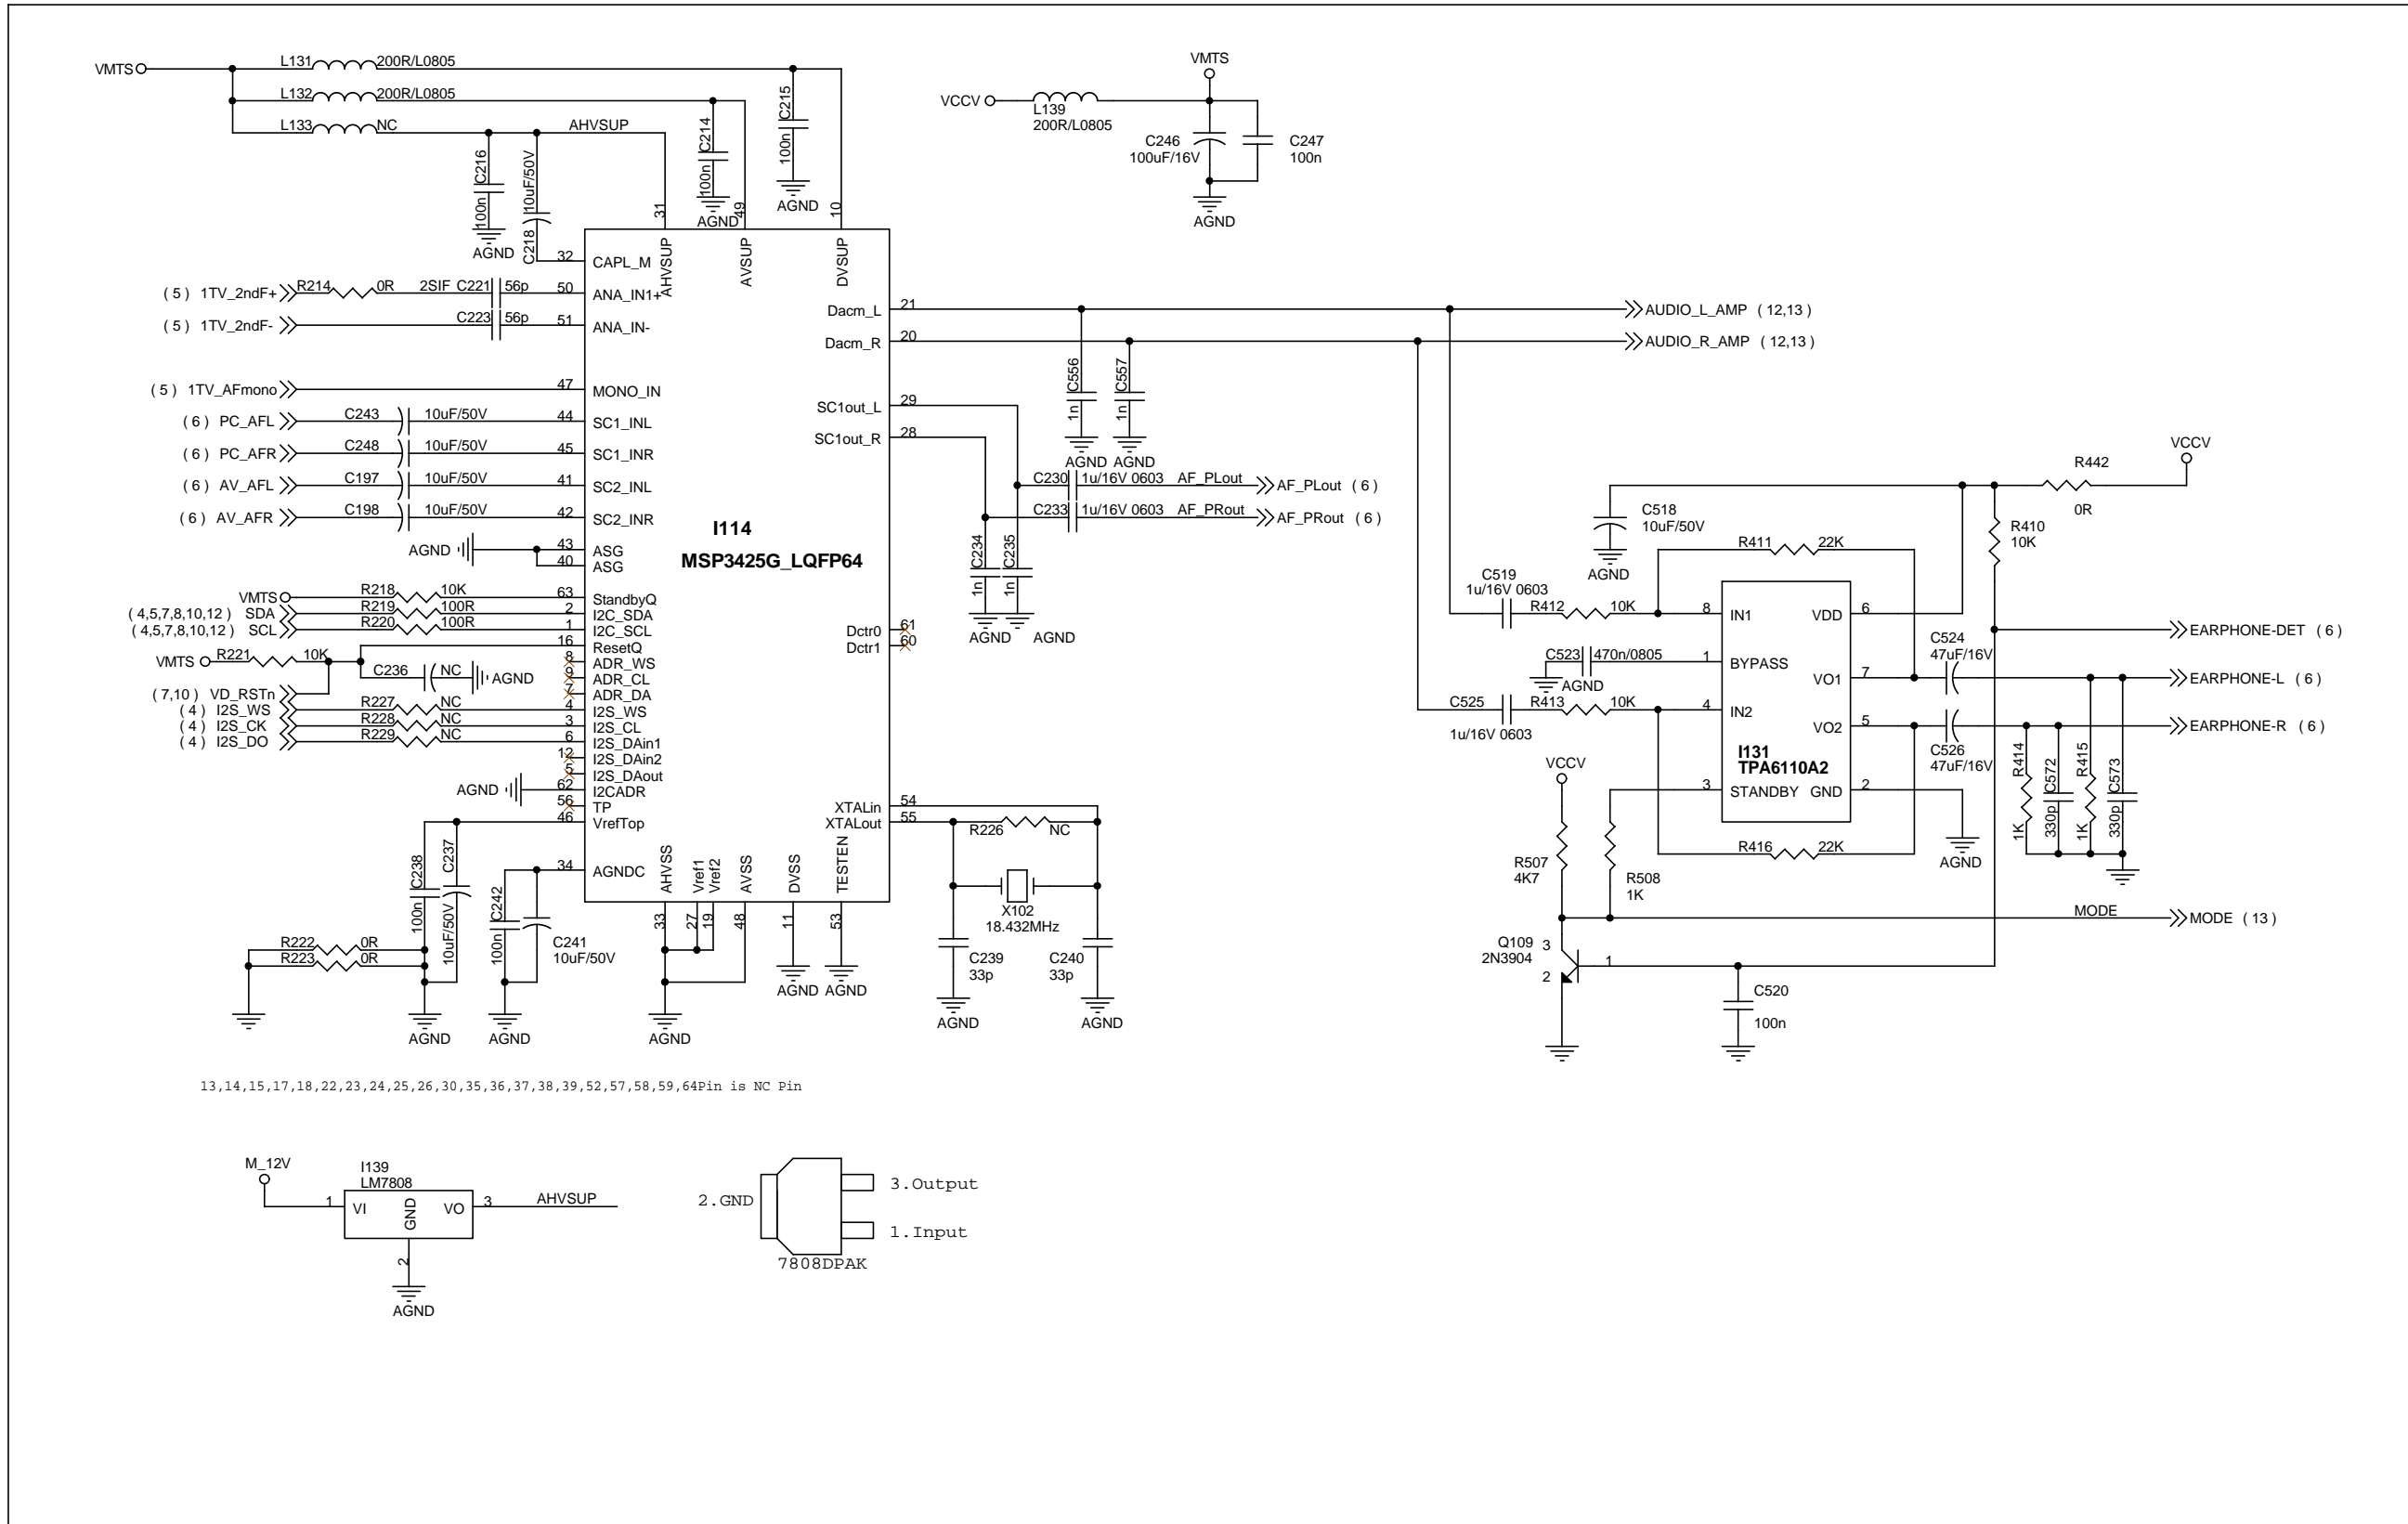 VMTS
L131 200R/L0805
L132 200R/L0805
L133 NC AHVSUP
C215 100n
C214 100n
C216 100n
C218 10uF/50V
AGND
AGND
AGND
VMTS
VCCV
L139
200R/L0805
C246
100uF/16V
C247
100n
AGND
31 49 10
AHVSUP AVSUP DVSUP
32 CAPL_M
( 5 ) 1TV_2ndF+ R214 0R 2SIF C221 56p 50 ANA_IN1+
( 5 ) 1TV_2ndF- C223 56p 51 ANA_IN-
( 5 ) 1TV_AFmono 47 MONO_IN
( 6 ) PC_AFL C243 10uF/50V 44 SC1_INL
( 6 ) PC_AFR C248 10uF/50V 45 SC1_INR
( 6 ) AV_AFL C197 10uF/50V 41 SC2_INL
( 6 ) AV_AFR C198 10uF/50V 42 SC2_INR
AGND 43 ASG
40 ASG
I114
MSP3425G_LQFP64
VMTS R218 10K 63 StandbyQ
( 4,5,7,8,10,12 ) SDA R219 100R 2 I2C_SDA
( 4,5,7,8,10,12 ) SCL R220 100R 1 I2C_SCL
16 ResetQ
VMTS R221 10K 8 ADR_WS
C236 NC AGND 9 ADR_CL
( 7,10 ) VD_RSTn 7 ADR_DA
( 4 ) I2S_WS R227 NC 4 I2S_WS
( 4 ) I2S_CK R228 NC 3 I2S_CL
( 4 ) I2S_DO R229 NC 6 I2S_DAin1
12 I2S_DAin2
5 I2S_DAout
AGND 62 I2CADR
56 TP
46 VrefTop
34 AGNDC
C238 100n
C237 10uF/50V
C242 100n
C241
10uF/50V
R222 0R
R223 0R
AGND AGND
AHVSS Vref1 Vref2 AVSS DVSS TESTEN
33 27 19 48 11 53
AGND AGND AGND
Dacm_L 21 AUDIO_L_AMP ( 12,13 )
Dacm_R 20 AUDIO_R_AMP ( 12,13 )
C556 1n
C557 1n
AGND AGND
SC1out_L 29
SC1out_R 28
C230 1u/16V 0603 AF_PLout AF_PLout ( 6 )
C233 1u/16V 0603 AF_PRout AF_PRout ( 6 )
C234 1n
C235 1n
AGND AGND
Dctr0 61
Dctr1 60
XTALin 54
XTALout 55
R226 NC
X102
18.432MHz
C239
33p
C240
33p
AGND AGND
VCCV
R442
0R
C518
10uF/50V
AGND
R410
10K
R411 22K
C519
1u/16V 0603
R412 10K 8 IN1 VDD 6
EARPHONE-DET ( 6 )
C523 470n/0805 1 BYPASS
AGND
C524
47uF/16V
VO1 7 EARPHONE-L ( 6 )
C525
1u/16V 0603
R413 10K 4 IN2
VO2 5 EARPHONE-R ( 6 )
C526
47uF/16V
I131
TPA6110A2
3 STANDBY GND 2
AGND
R416 22K
R414 1K
C572 330p
R415 1K
C573 330p
VCCV
R507
4K7
R508
1K
MODE MODE ( 13 )
Q109
2N3904
3
2
1
C520
100n
13,14,15,17,18,22,23,24,25,26,30,35,36,37,38,39,52,57,58,59,64Pin is NC Pin
M_12V
I139
LM7808
1 VI GND VO 3 AHVSUP
2
AGND
2.GND
3.Output
1.Input
7808DPAK